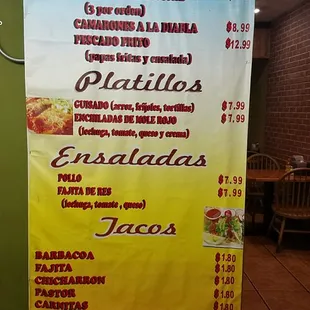 (3 por orden)
CAMARONES A LA DIABLA $8.99
PESCADO FRITO $12.99
(papas fritas y ensalada)
Platillos
GUISADO (arroz, frijoles, tortillas) $7.99
ENCHILADAS DE MOLE ROJO $7.99
(lechuga, tomate, queso y crema)
Ensaladas
POLLO $7.99
FAJITA DE RES $7.99
(lechuga, tomate , queso)
Tacos
BARBACOA $1.80
FAJITA $1.80
CHICHARRON $1.80
PASTOR $1.80
CARNITAS $1.80